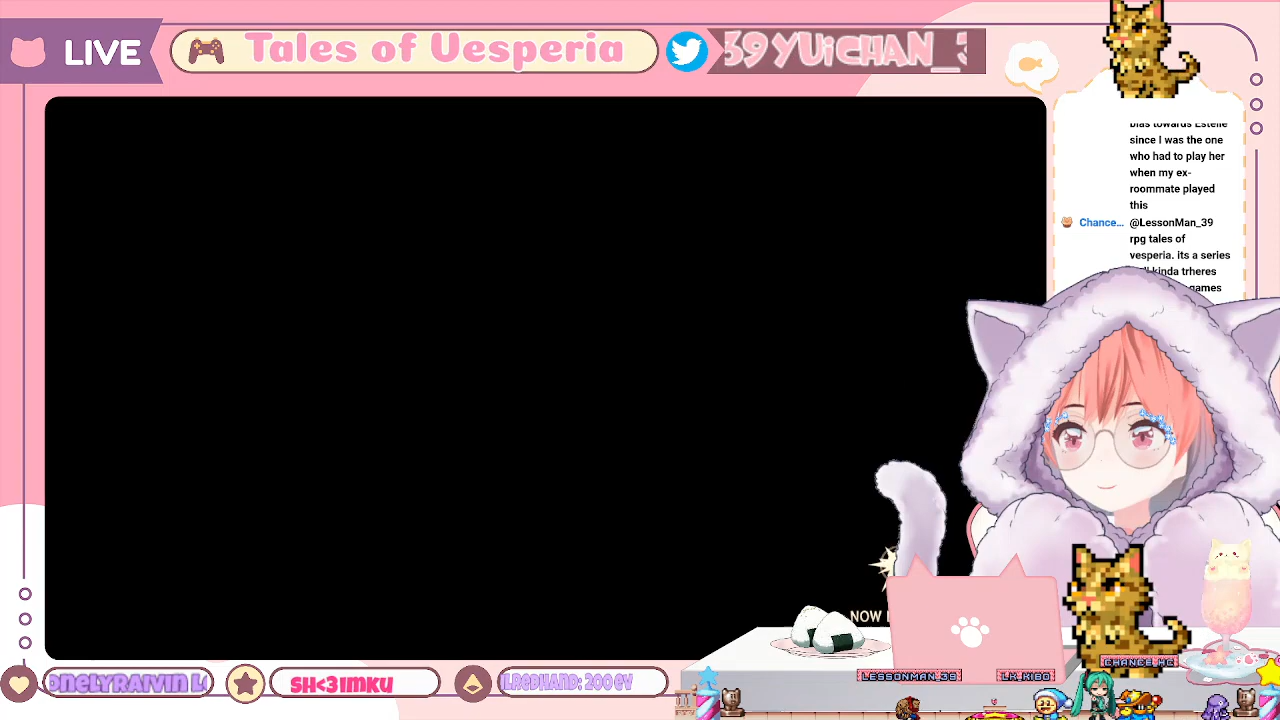 LIVE
Tales of Vesperia
39YUiCHAN_
bias towards Estelle
since I was the one
who had to play her
when my ex-
roommate played
this
Chance... @LessonMan_39
rpg tales of
vesperia. its a series
kinda trheres
games
NOW
SH<3IMKU
LREDHAND: 200EV
LESSONMAN_39
LK_KIBO
CHANCE_MC